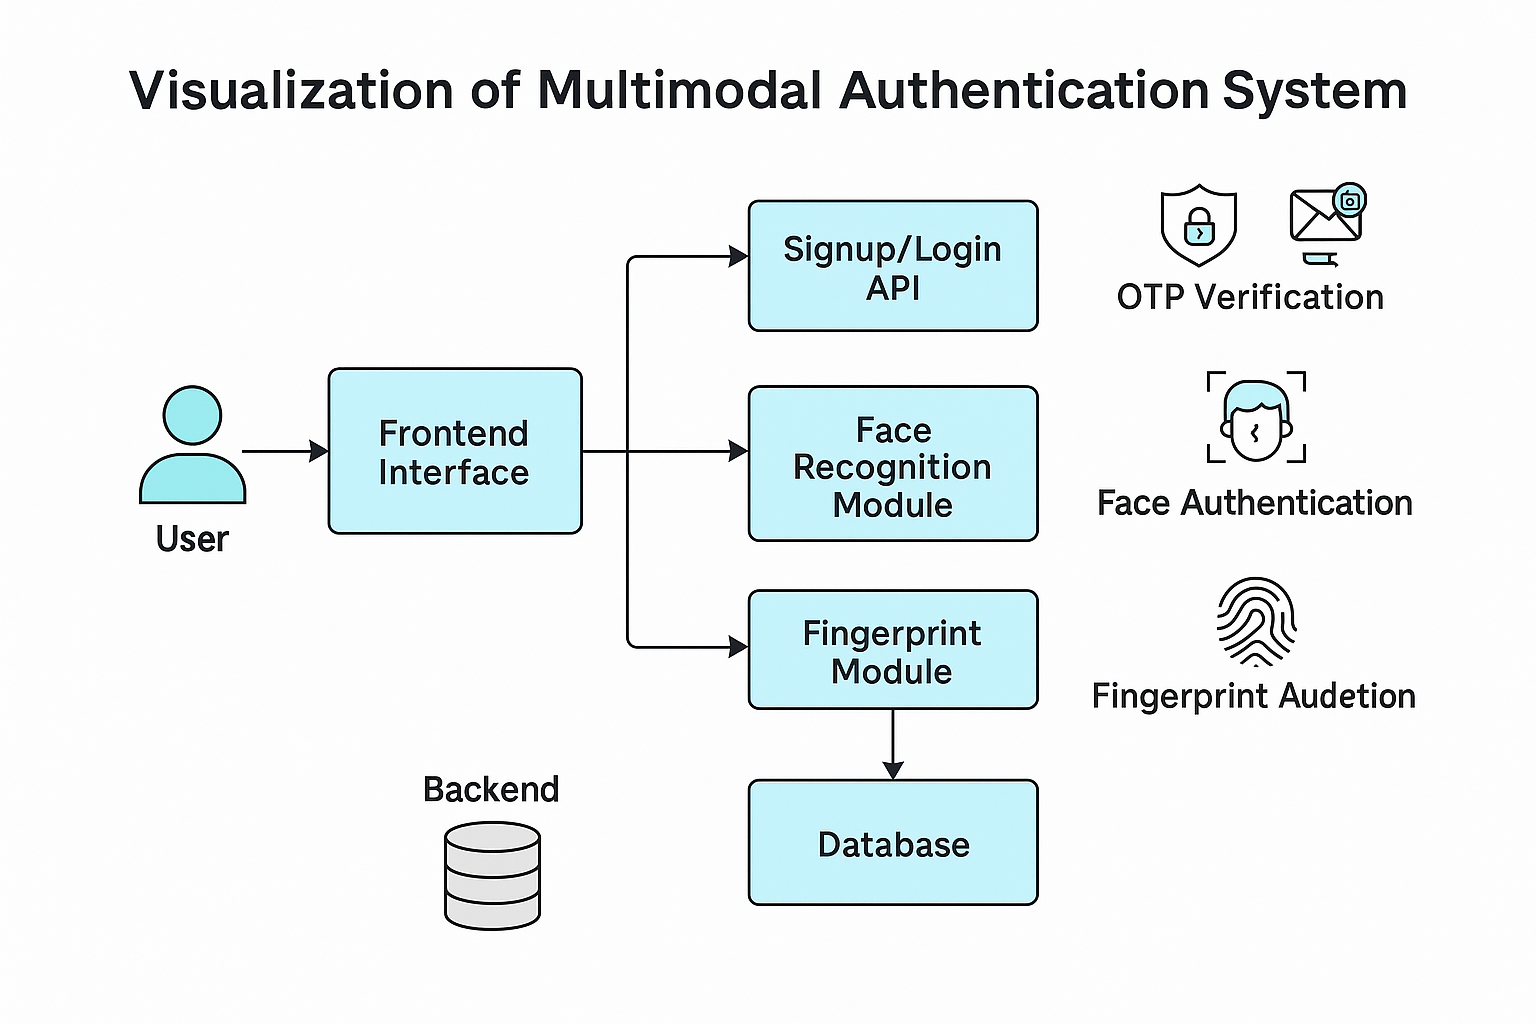 Visualization of Multimodal Authentication System
Signup/Login
API
OTP Verification
User
Frontend
Interface
Face
Recognition
Module
Face Authentication
Fingerprint
Module
Fingerprint Audetion
Backend
Database